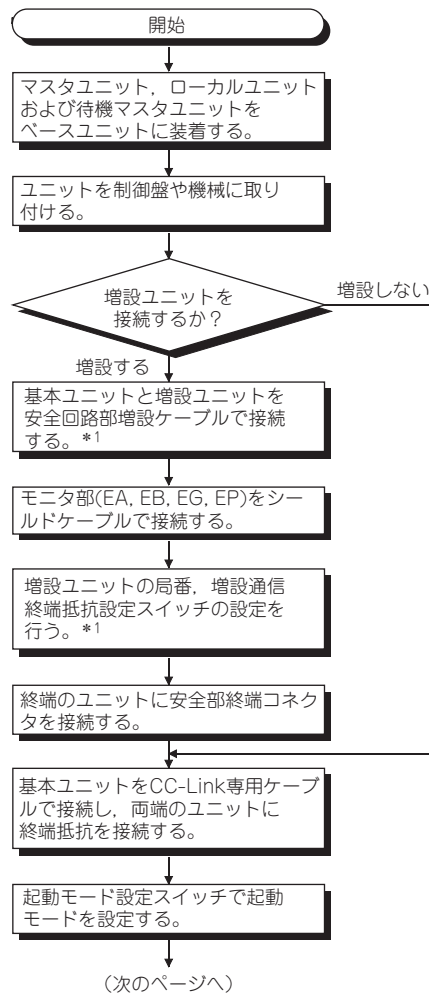 開始
マスタユニット，ローカルユニット
および待機マスタユニットを
ベースユニットに装着する。
ユニットを制御盤や機械に取り
付ける。
増設ユニットを
接続するか？
増設しない
増設する
基本ユニットと増設ユニットを
安全回路部増設ケーブルで接続
する。*1
モニタ部(EA, EB, EG, EP)をシー
ルドケーブルで接続する。
増設ユニットの局番，増設通信
終端抵抗設定スイッチの設定を
行う。*1
終端のユニットに安全部終端コネク
タを接続する。
基本ユニットをCC-Link専用ケーブ
ルで接続し，両端のユニットに
終端抵抗を接続する。
起動モード設定スイッチで起動
モードを設定する。
（次のページへ）